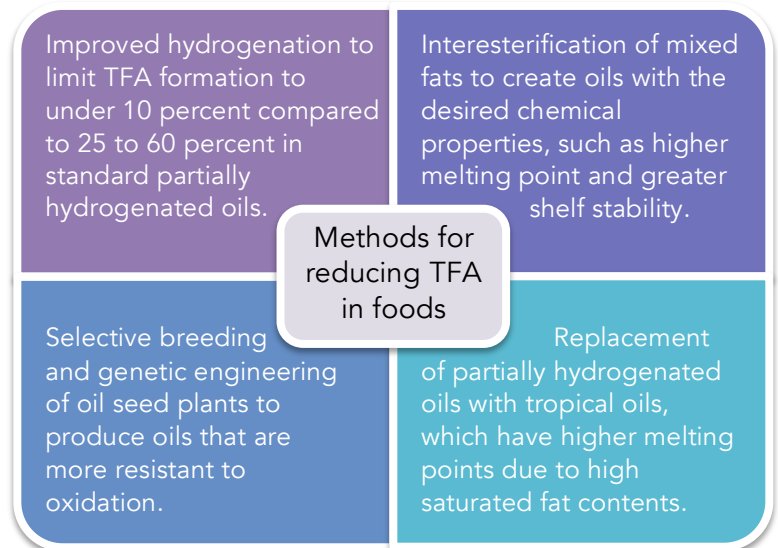 Improved hydrogenation to
limit TFA formation to
under 10 percent compared
to 25 to 60 percent in
standard partially
hydrogenated oils.
Interesterification of mixed
fats to create oils with the
desired chemical
properties, such as higher
melting point and greater
shelf stability.
Methods for
reducing TFA
in foods
Selective breeding
and genetic engineering
of oil seed plants to
produce oils that are
more resistant to
oxidation.
Replacement
of partially hydrogenated
oils with tropical oils,
which have higher melting
points due to high
saturated fat contents.